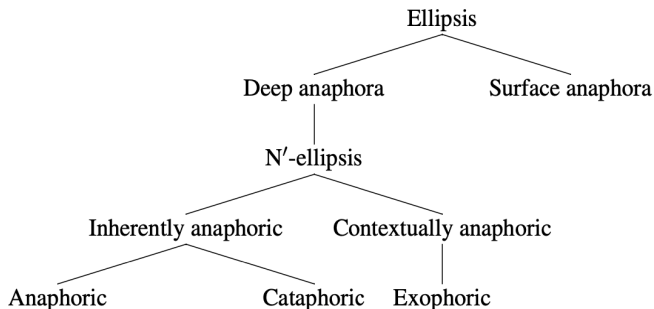 Ellipsis
Deep anaphora Surface anaphora
N′-ellipsis
Inherently anaphoric Contextually anaphoric
Anaphoric Cataphoric Exophoric